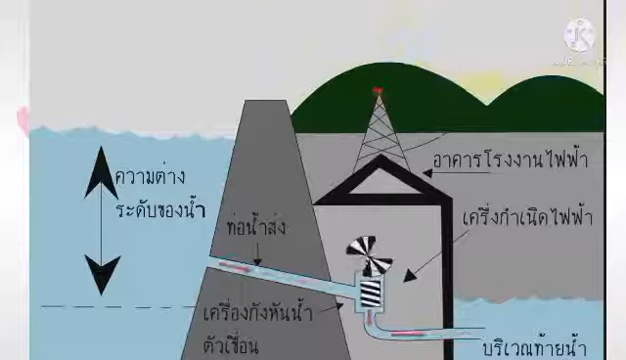 อาคารโรงงานไฟฟ้า
ความต่าง
ระดับของน้ำ
ท่อน้ำส่ง
เครื่งกำเนิดไฟฟ้า
เครื่องกังหันน้ำ
ตัวเขื่อน
บริเวณท้ายน้ำ